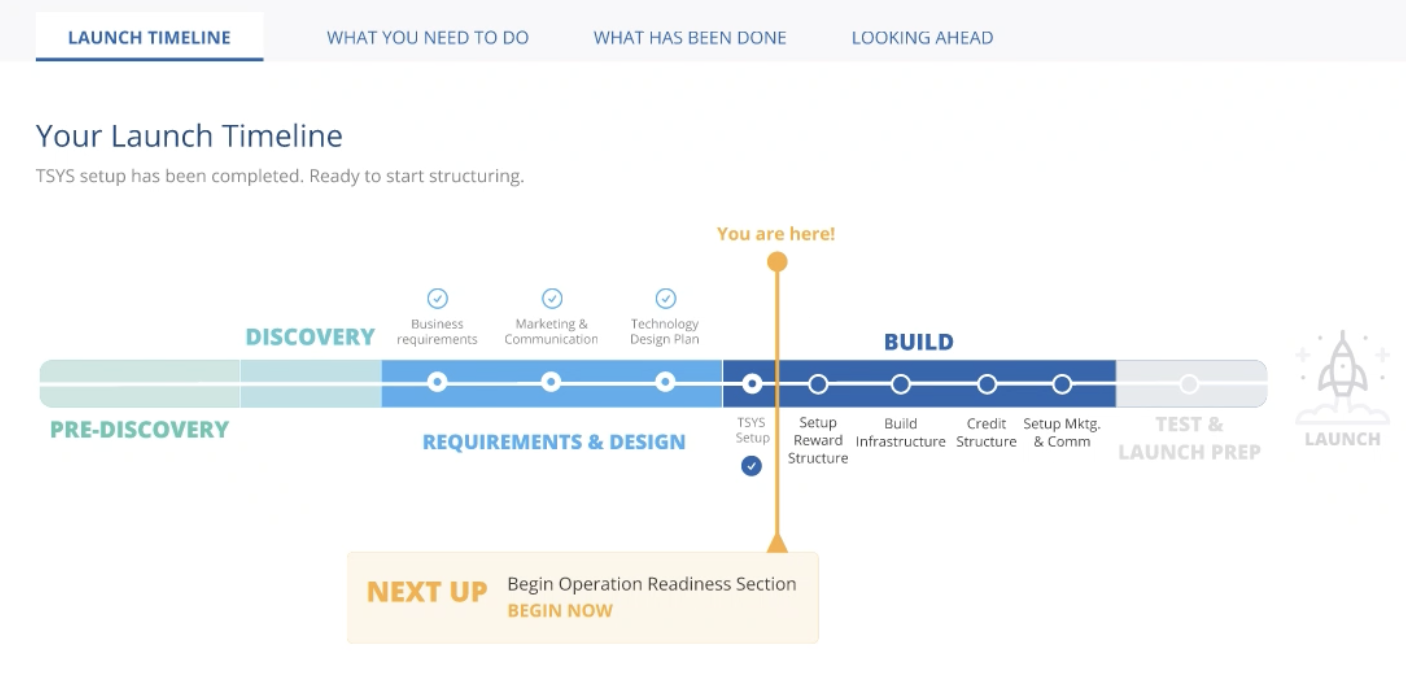 LAUNCH TIMELINE
WHAT YOU NEED TO DO
WHAT HAS BEEN DONE
LOOKING AHEAD
Your Launch Timeline
TSYS setup has been completed. Ready to start structuring.
You are here!
DISCOVERY
Business
requirements
Marketing &
Communication
Technology
Design Plan
BUILD
PRE-DISCOVERY
REQUIREMENTS & DESIGN
TSYS
Setup
Setup
Reward
Structure
Build
Infrastructure
Credit
Structure
Setup Mktg.
& Comm
TEST &
LAUNCH PREP
LAUNCH
NEXT UP
Begin Operation Readiness Section
BEGIN NOW